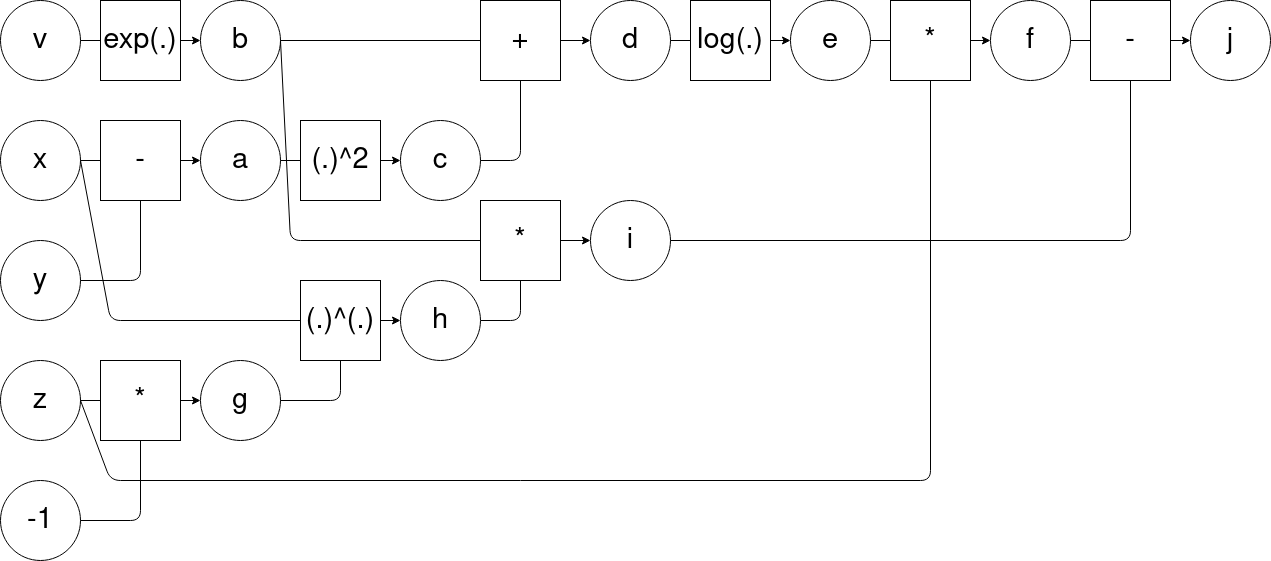 v exp(.) b + d log(.) e * f - j
x - a (.)^2 c
* i
y
(.)^(.) h
z * g
-1